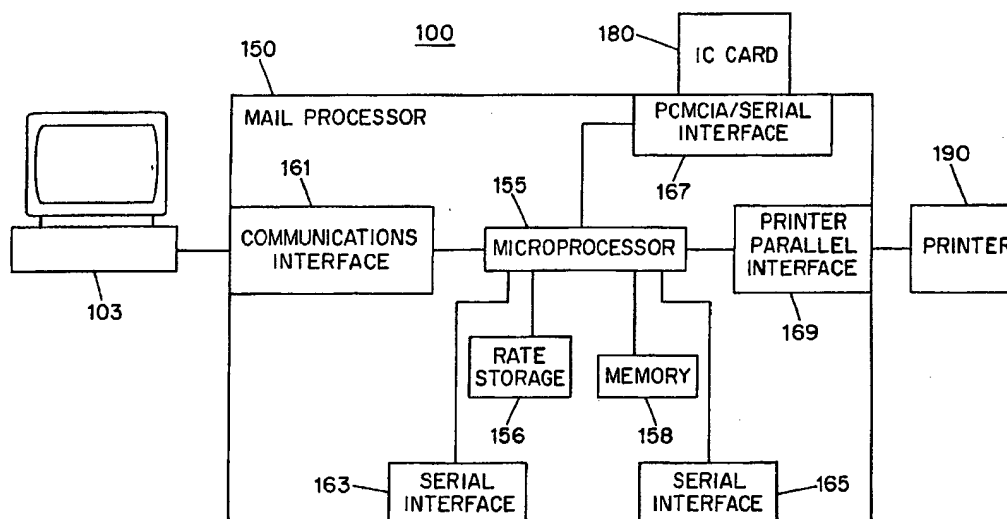 100
180
IC CARD
150
MAIL PROCESSOR
PCMCIA/SERIAL
INTERFACE
167
190
161
155
COMMUNICATIONS
INTERFACE
MICROPROCESSOR
PRINTER
PARALLEL
INTERFACE
PRINTER
103
169
RATE
STORAGE
MEMORY
156
158
163
SERIAL
INTERFACE
SERIAL
INTERFACE
165